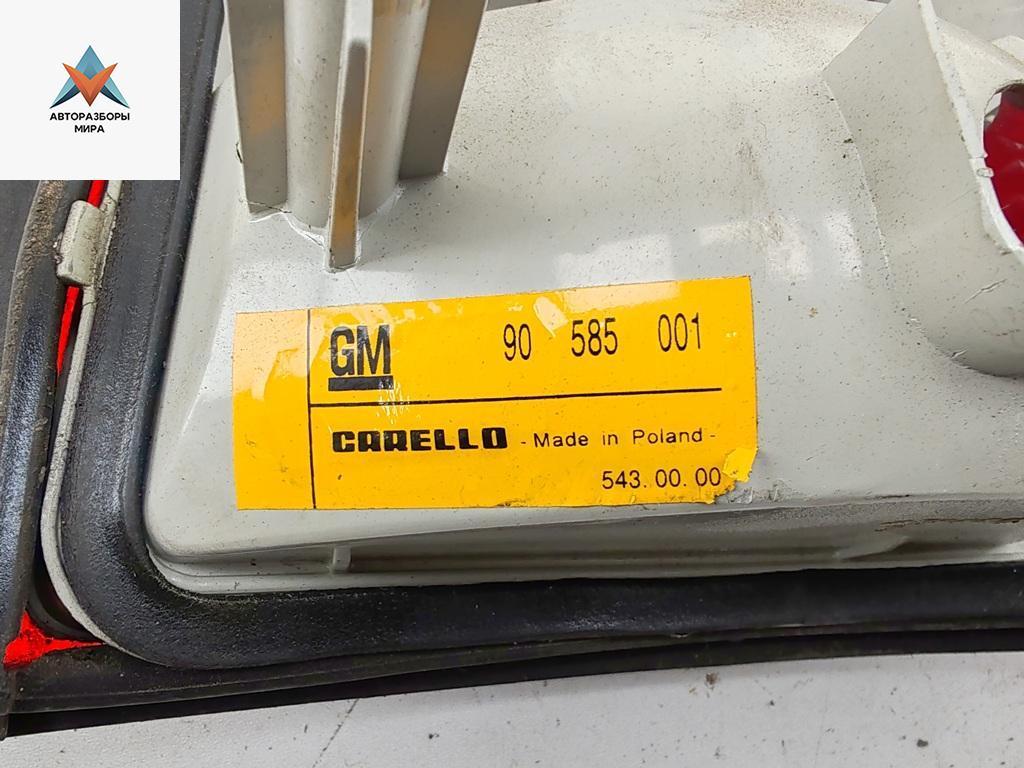 АВТОРАЗБОРЫ
МИРА
GM 90 585 001
CARELLO - Made in Poland -
543. 00. 00